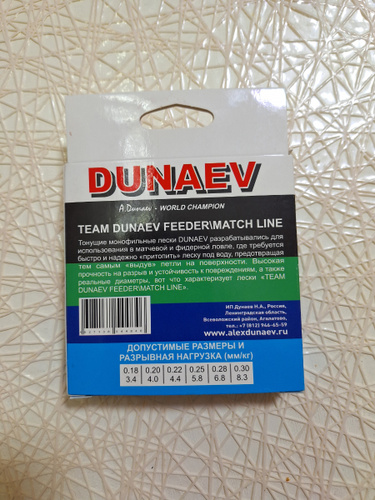 DUNAEV
A.Dunaev - WORLD CHAMPION
TEAM DUNAEV FEEDER\MATCH LINE
Тонущие монофильные лески DUNAEV разрабатывались для
использования в матчевой и фидерной ловле, где требуется
быстро и надежно «притопить» леску под воду, предотвращая
тем самым «выдув» петли на поверхности. Высокая
прочность на разрыв и устойчивость к повреждениям, а также
реальные диаметры, вот что характеризует лески «TEAM
DUNAEV FEEDER\MATCH LINE».
ИП Дунаев Н.А., Россия,
Ленинградская область,
Всеволожский район, Агалатово,
тел.: +7 (812) 966-65-59
www.alexdunaev.ru
ДОПУСТИМЫЕ РАЗМЕРЫ И
РАЗРЫВНАЯ НАГРУЗКА (мм/кг)
0.18 0.20 0.22 0.25 0.28 0.30
3.4 4.0 4.4 5.8 6.8 8.3